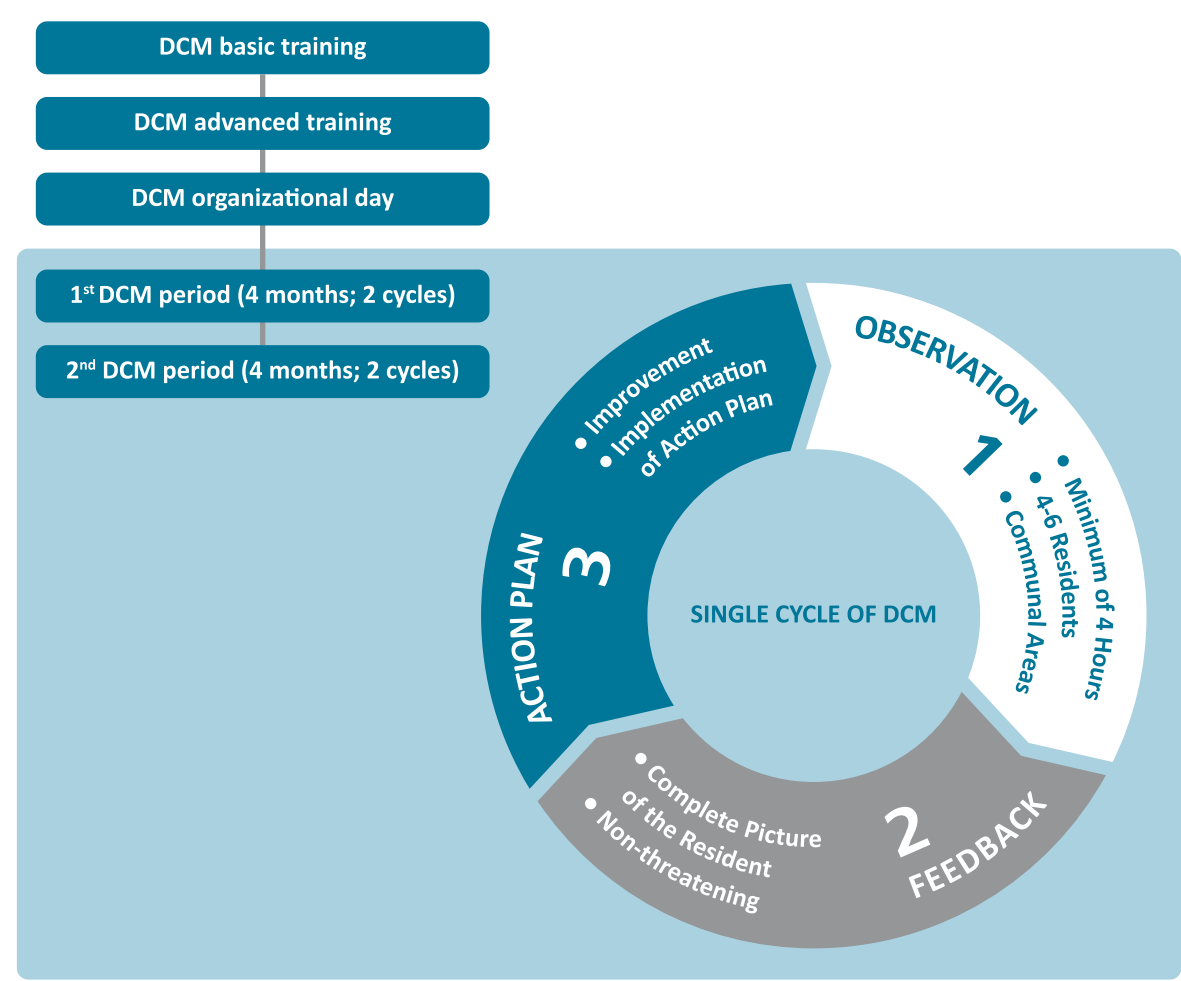 DCM basic training
DCM advanced training
DCM organizational day
1st DCM period (4 months; 2 cycles)
2nd DCM period (4 months; 2 cycles)
OBSERVATION
1
• Minimum of 4 Hours
• 4-6 Residents
• Communal Areas
2
FEEDBACK
• Complete Picture
of the Resident
• Non-threatening
ACTION PLAN
3
• Improvement
• Implementation
of Action Plan
SINGLE CYCLE OF DCM